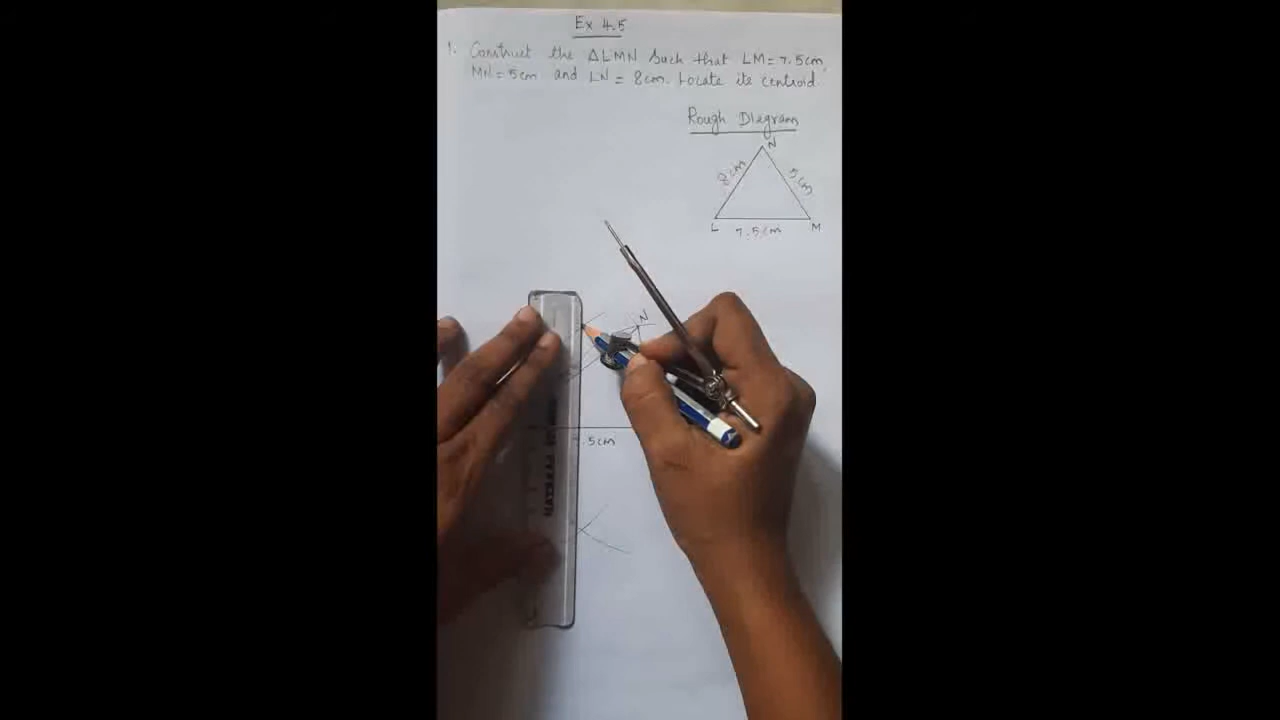 Ex 4.5
1. Construct the ΔLMN such that LM = 7.5cm,
MN = 5cm and LN = 8cm. Locate its centroid.
Rough Diagram
N
8cm
5cm
L
M
7.5cm
N
.5cm